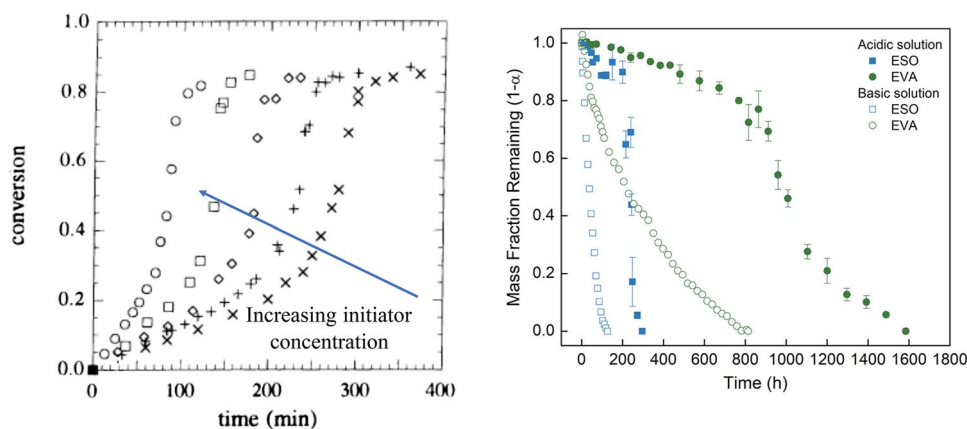 1.0
0.8
0.6
0.4
0.2
0.0
conversion
0 100 200 300 400
time (min)
Increasing initiator
concentration
1.0
0.8
0.6
0.4
0.2
0.0
Mass Fraction Remaining (1-α)
Acidic solution
ESO
EVA
Basic solution
ESO
EVA
0 200 400 600 800 1000 1200 1400 1600 1800
Time (h)